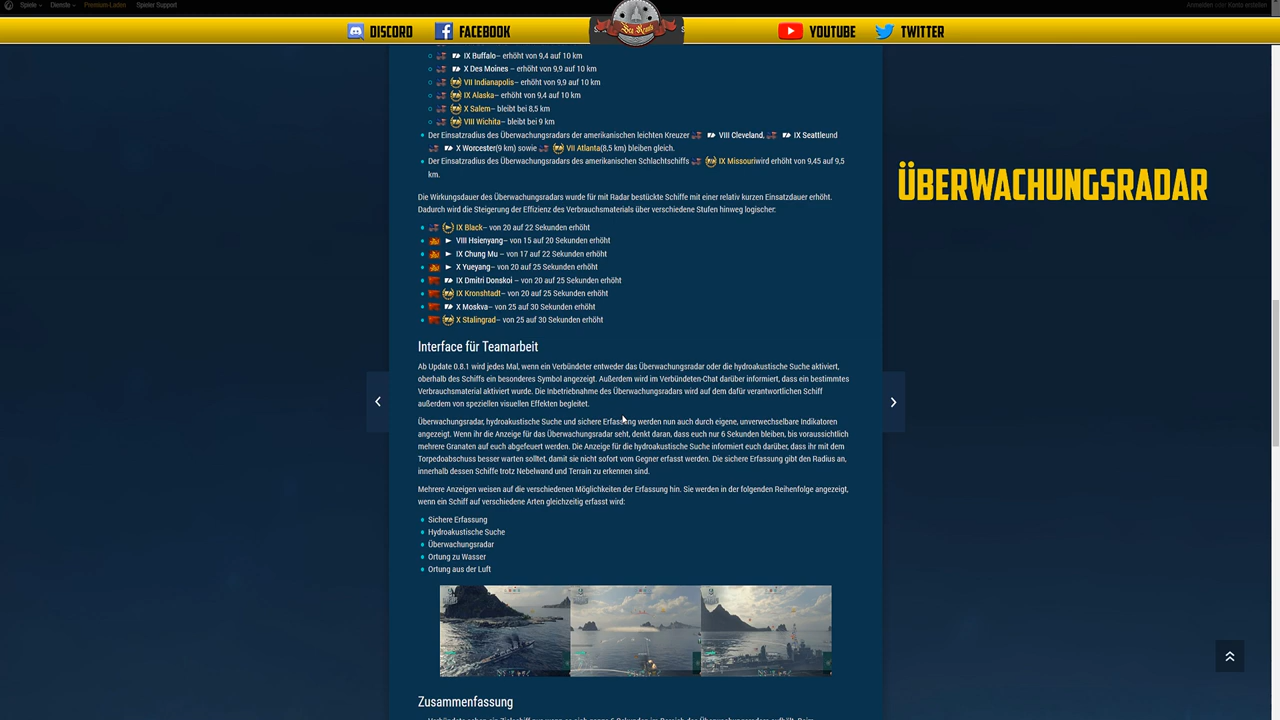 Spiele
Dienste
Premium-Laden
Spieler Support
Anmelden oder Konto erstellen
DISCORD
FACEBOOK
YOUTUBE
TWITTER
IX Buffalo– erhöht von 9,4 auf 10 km
X Des Moines – erhöht von 9,9 auf 10 km
VII Indianapolis– erhöht von 9,9 auf 10 km
IX Alaska– erhöht von 9,4 auf 10 km
X Salem– bleibt bei 8,5 km
VIII Wichita– bleibt bei 9 km
Der Einsatzradius des Überwachungsradars der amerikanischen leichten Kreuzer VIII Cleveland, IX Seattleund
X Worcester(9 km) sowie VII Atlanta(8,5 km) bleiben gleich.
Der Einsatzradius des Überwachungsradars des amerikanischen Schlachtschiffs IX Missouriwird erhöht von 9,45 auf 9,5
km.
ÜBERWACHUNGSRADAR
Die Wirkungsdauer des Überwachungsradars wurde für mit Radar bestückte Schiffe mit einer relativ kurzen Einsatzdauer erhöht.
Dadurch wird die Steigerung der Effizienz des Verbrauchsmaterials über verschiedene Stufen hinweg logischer:
IX Black– von 20 auf 22 Sekunden erhöht
VIII Hsienyang– von 15 auf 20 Sekunden erhöht
IX Chung Mu – von 17 auf 22 Sekunden erhöht
X Yueyang– von 20 auf 25 Sekunden erhöht
IX Dmitri Donskoi – von 20 auf 25 Sekunden erhöht
IX Kronshtadt– von 20 auf 25 Sekunden erhöht
X Moskva– von 25 auf 30 Sekunden erhöht
X Stalingrad– von 25 auf 30 Sekunden erhöht
Interface für Teamarbeit
Ab Update 0.8.1 wird jedes Mal, wenn ein Verbündeter entweder das Überwachungsradar oder die hydroakustische Suche aktiviert,
oberhalb des Schiffs ein besonderes Symbol angezeigt. Außerdem wird im Verbündeten-Chat darüber informiert, dass ein bestimmtes
Verbrauchsmaterial aktiviert wurde. Die Inbetriebnahme des Überwachungsradars wird auf dem dafür verantwortlichen Schiff
außerdem von speziellen visuellen Effekten begleitet.
Überwachungsradar, hydroakustische Suche und sichere Erfassung werden nun auch durch eigene, unverwechselbare Indikatoren
angezeigt. Wenn ihr die Anzeige für das Überwachungsradar seht, denkt daran, dass euch nur 6 Sekunden bleiben, bis voraussichtlich
mehrere Granaten auf euch abgefeuert werden. Die Anzeige für die hydroakustische Suche informiert euch darüber, dass ihr mit dem
Torpedoabschuss besser warten solltet, damit sie nicht sofort vom Gegner erfasst werden. Die sichere Erfassung gibt den Radius an,
innerhalb dessen Schiffe trotz Nebelwand und Terrain zu erkennen sind.
Mehrere Anzeigen weisen auf die verschiedenen Möglichkeiten der Erfassung hin. Sie werden in der folgenden Reihenfolge angezeigt,
wenn ein Schiff auf verschiedene Arten gleichzeitig erfasst wird:
Sichere Erfassung
Hydroakustische Suche
Überwachungsradar
Ortung zu Wasser
Ortung aus der Luft
Zusammenfassung